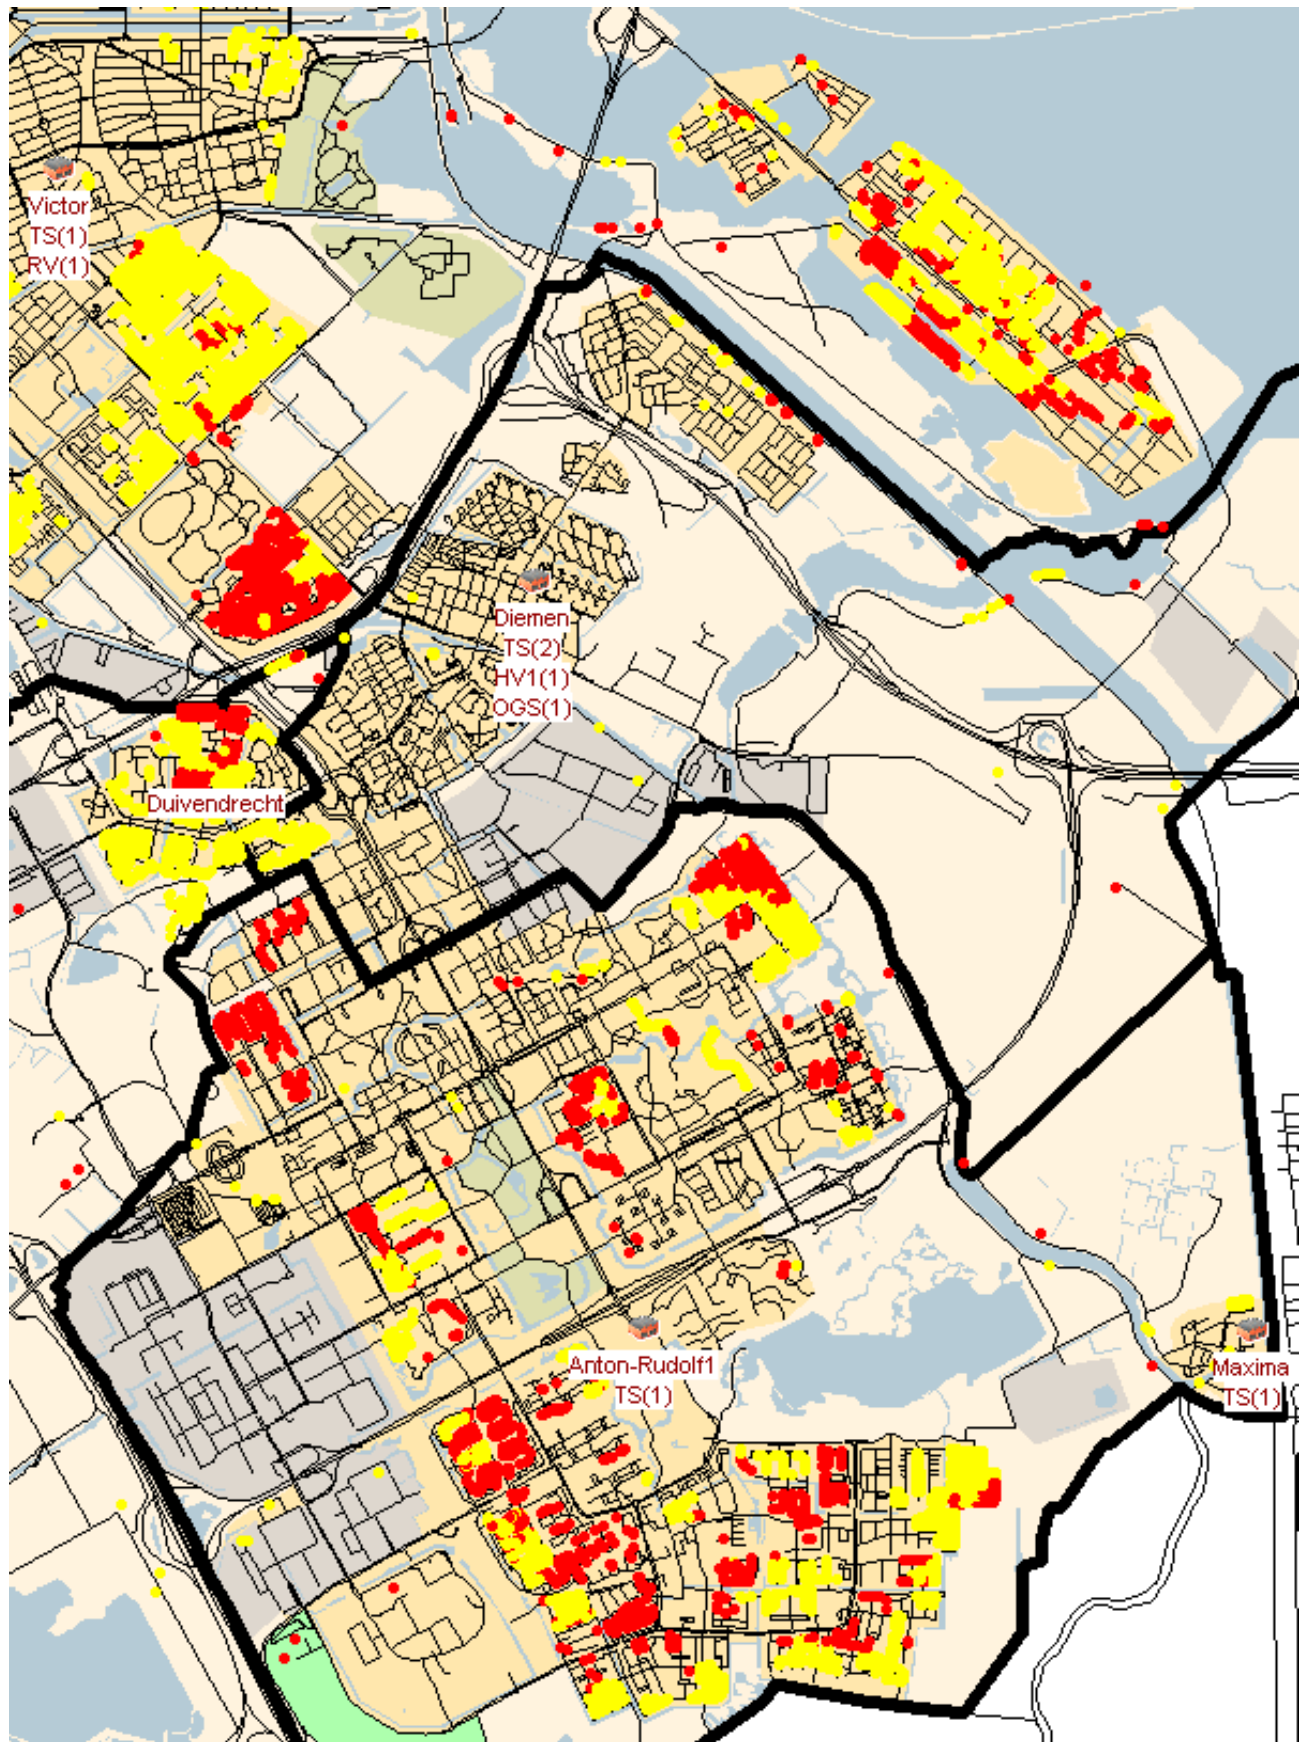 Victor
TS(1)
RV(1)
Diemen
TS(2)
HV1(1)
OGS(1)
Duivendrecht
Anton-Rudolf1
TS(1)
Maxima
TS(1)